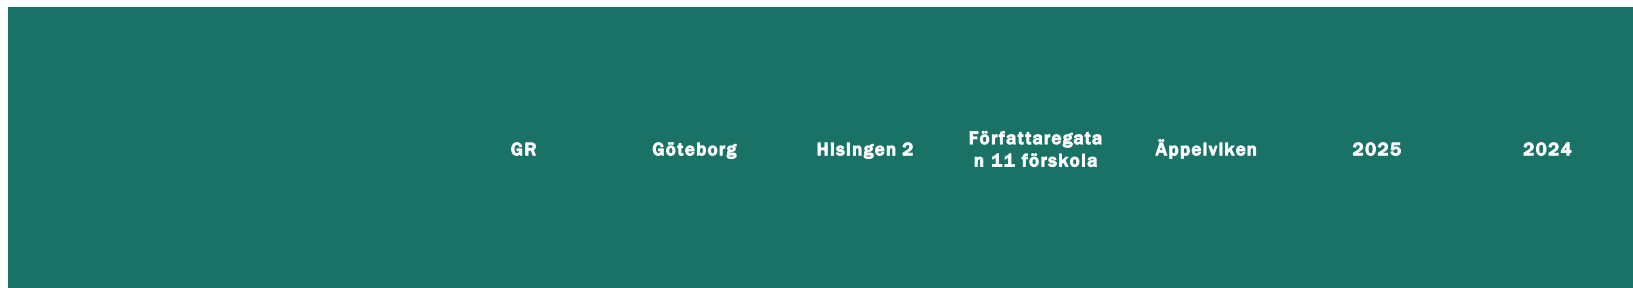 GR Göteborg Hisingen 2 Författaregata
n 11 förskola Äppelviken 2025 2024